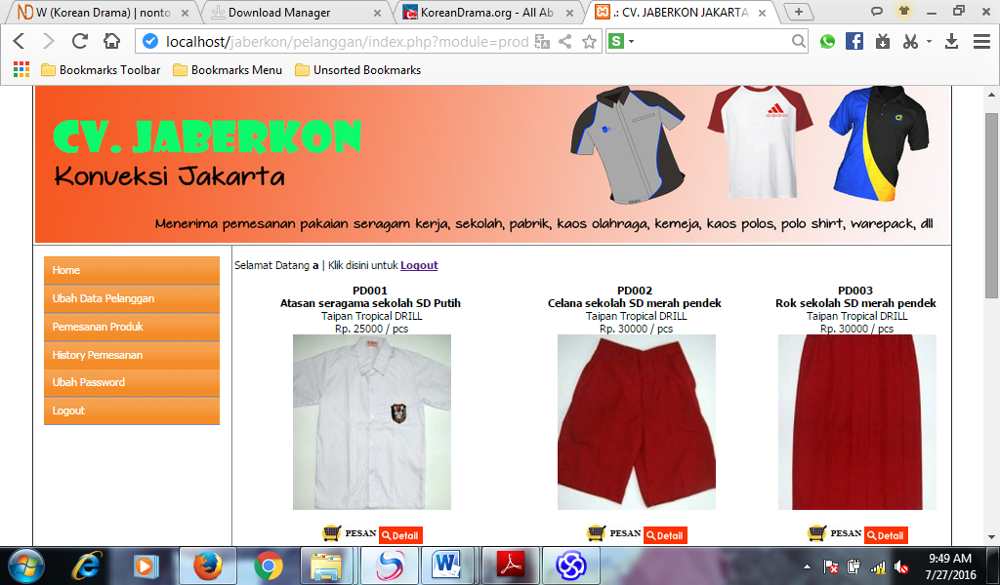 W (Korean Drama) | nonto
Download Manager
KoreanDrama.org - All Ab
.: CV. JABERKON JAKARTA
localhost/jaberkon/pelanggan/index.php?module=prod
S
Bookmarks Toolbar
Bookmarks Menu
Unsorted Bookmarks
CV. JABERKON
Konveksi Jakarta
Menerima pemesanan pakaian seragam kerja, sekolah, pabrik, kaos olahraga, kemeja, kaos polos, polo shirt, warepack, dll
Home
Ubah Data Pelanggan
Pemesanan Produk
History Pemesanan
Ubah Password
Logout
Selamat Datang a | Klik disini untuk Logout
PD001
Atasan seragama sekolah SD Putih
Taipan Tropical DRILL
Rp. 25000 / pcs
PESAN Detail
PD002
Celana sekolah SD merah pendek
Taipan Tropical DRILL
Rp. 30000 / pcs
PESAN Detail
PD003
Rok sekolah SD merah pendek
Taipan Tropical DRILL
Rp. 30000 / pcs
PESAN Detail
9:49 AM
7/27/2016